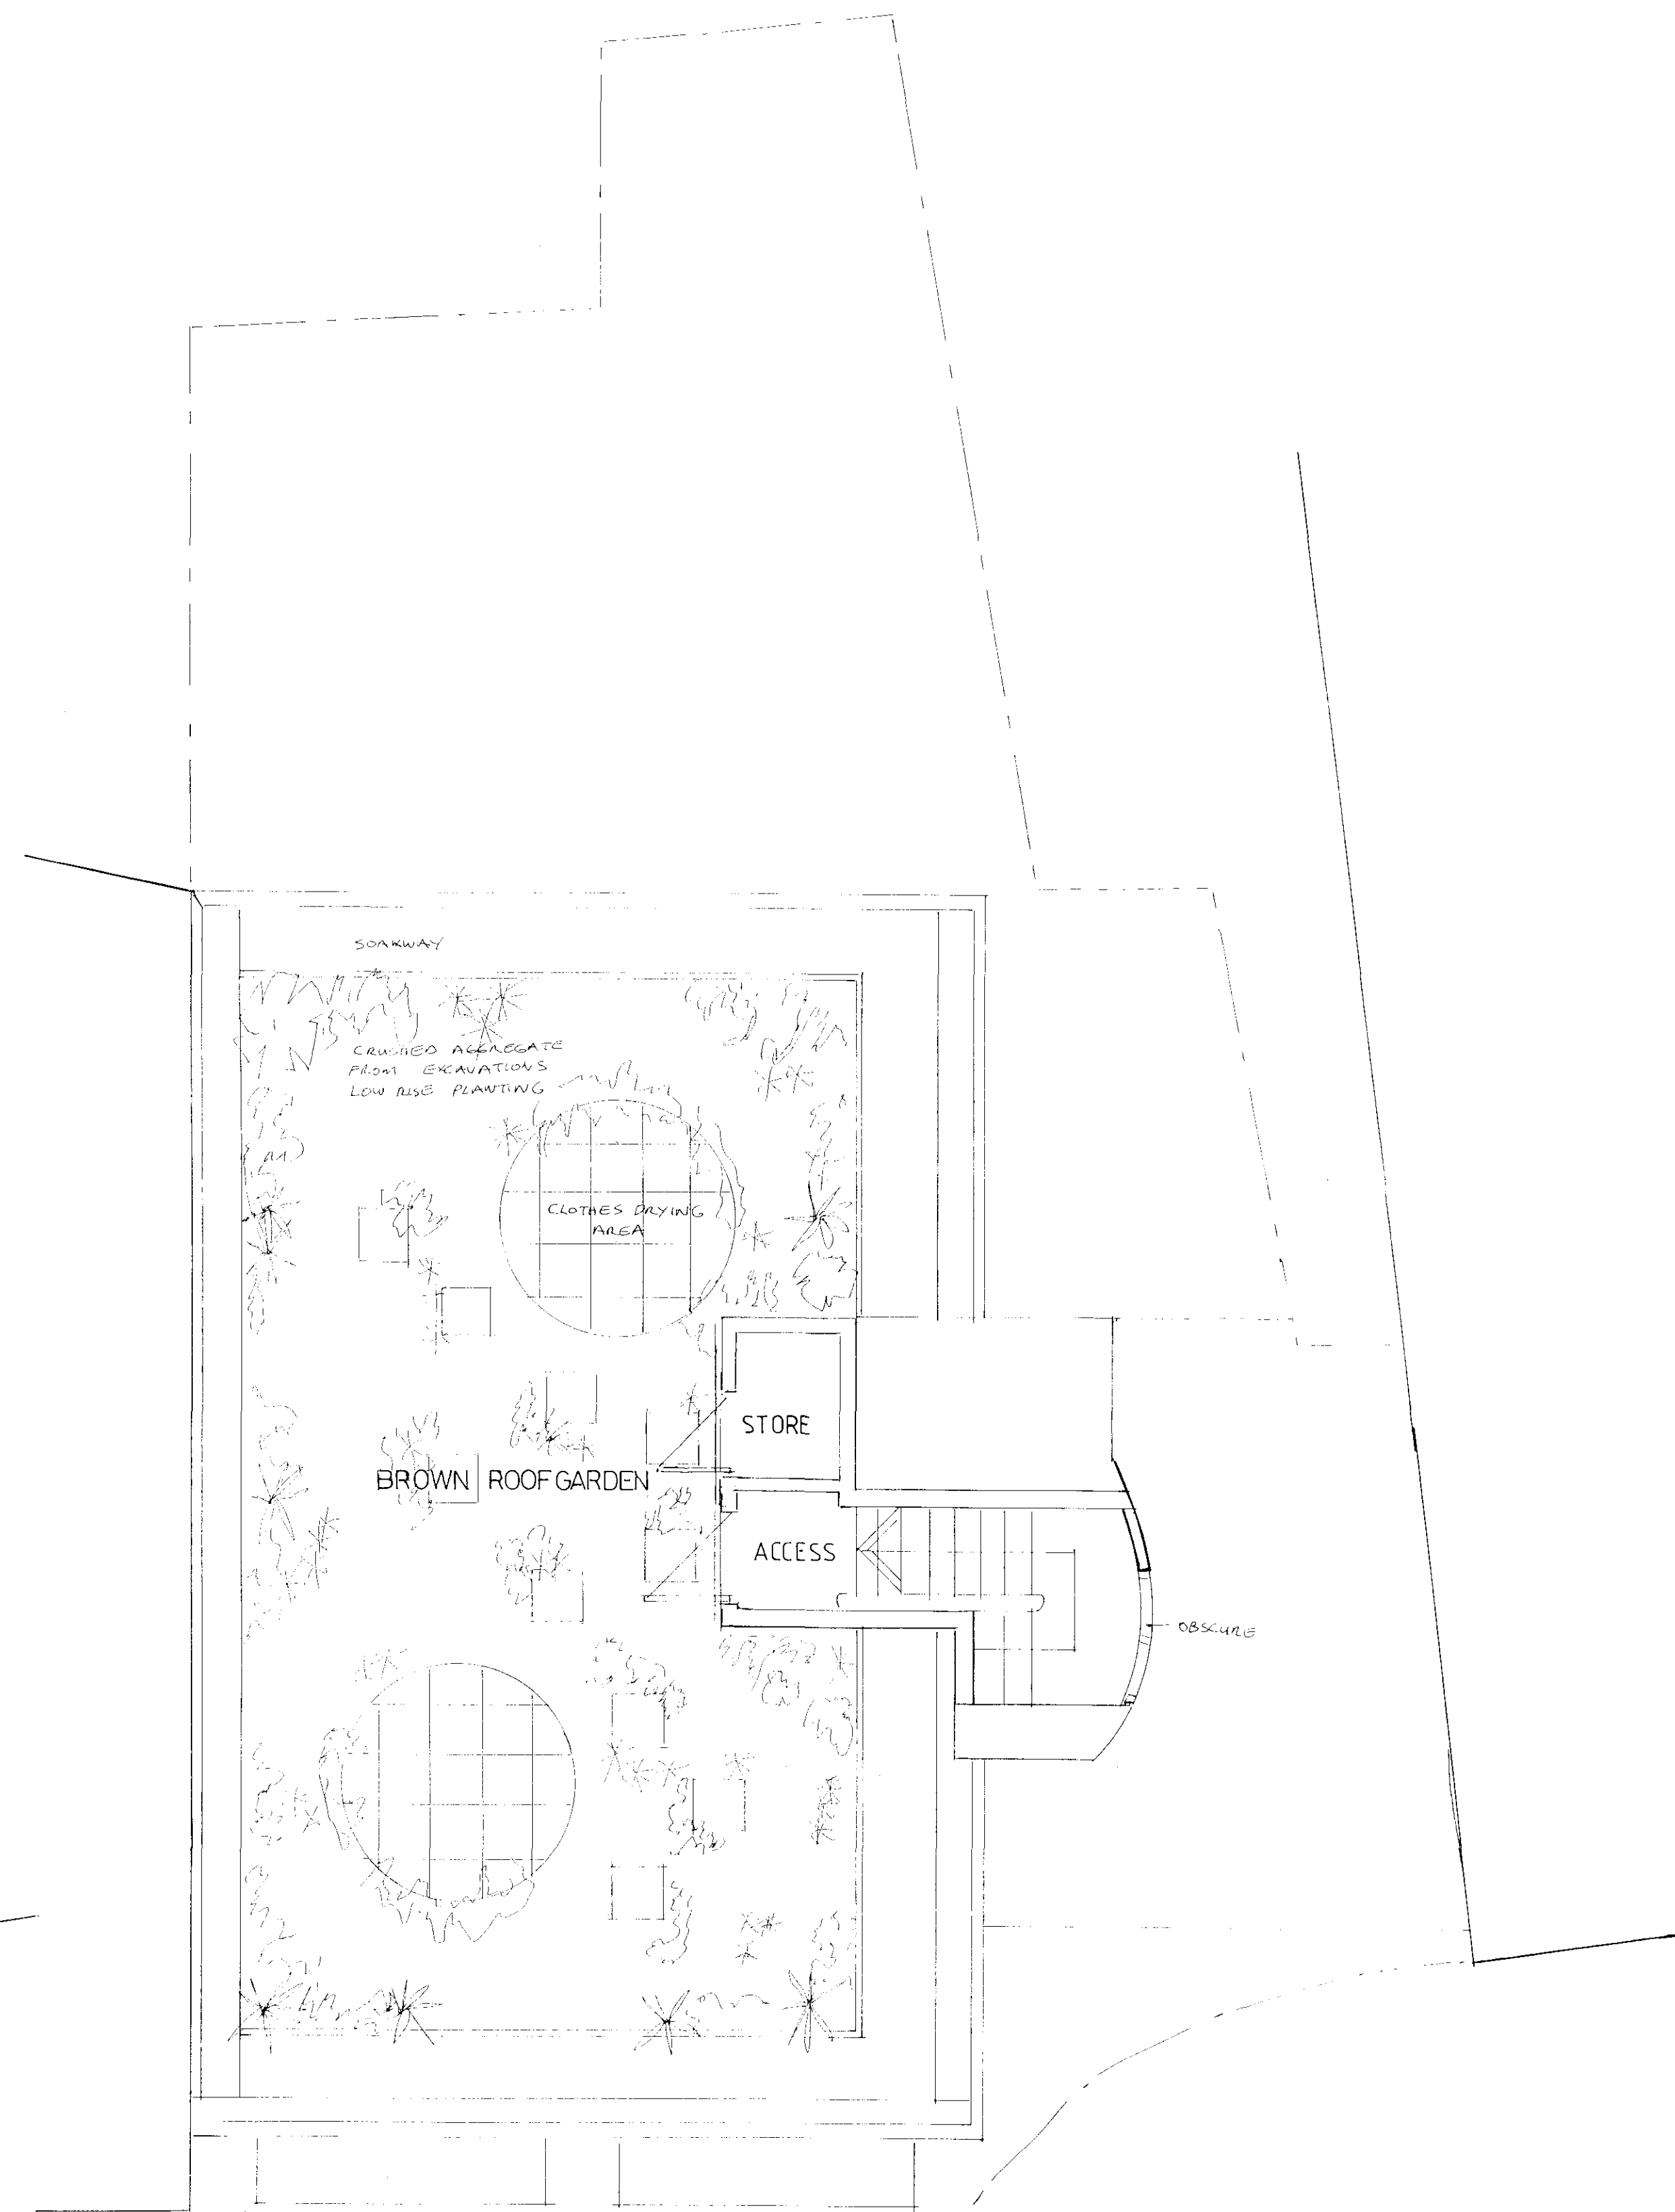 SOAKWAY
CRUSHED AGGREGATE
FROM EXCAVATIONS
LOW RISE PLANTING
CLOTHES DRYING
AREA
STORE
BROWN ROOF GARDEN
ACCESS
OBSCURE